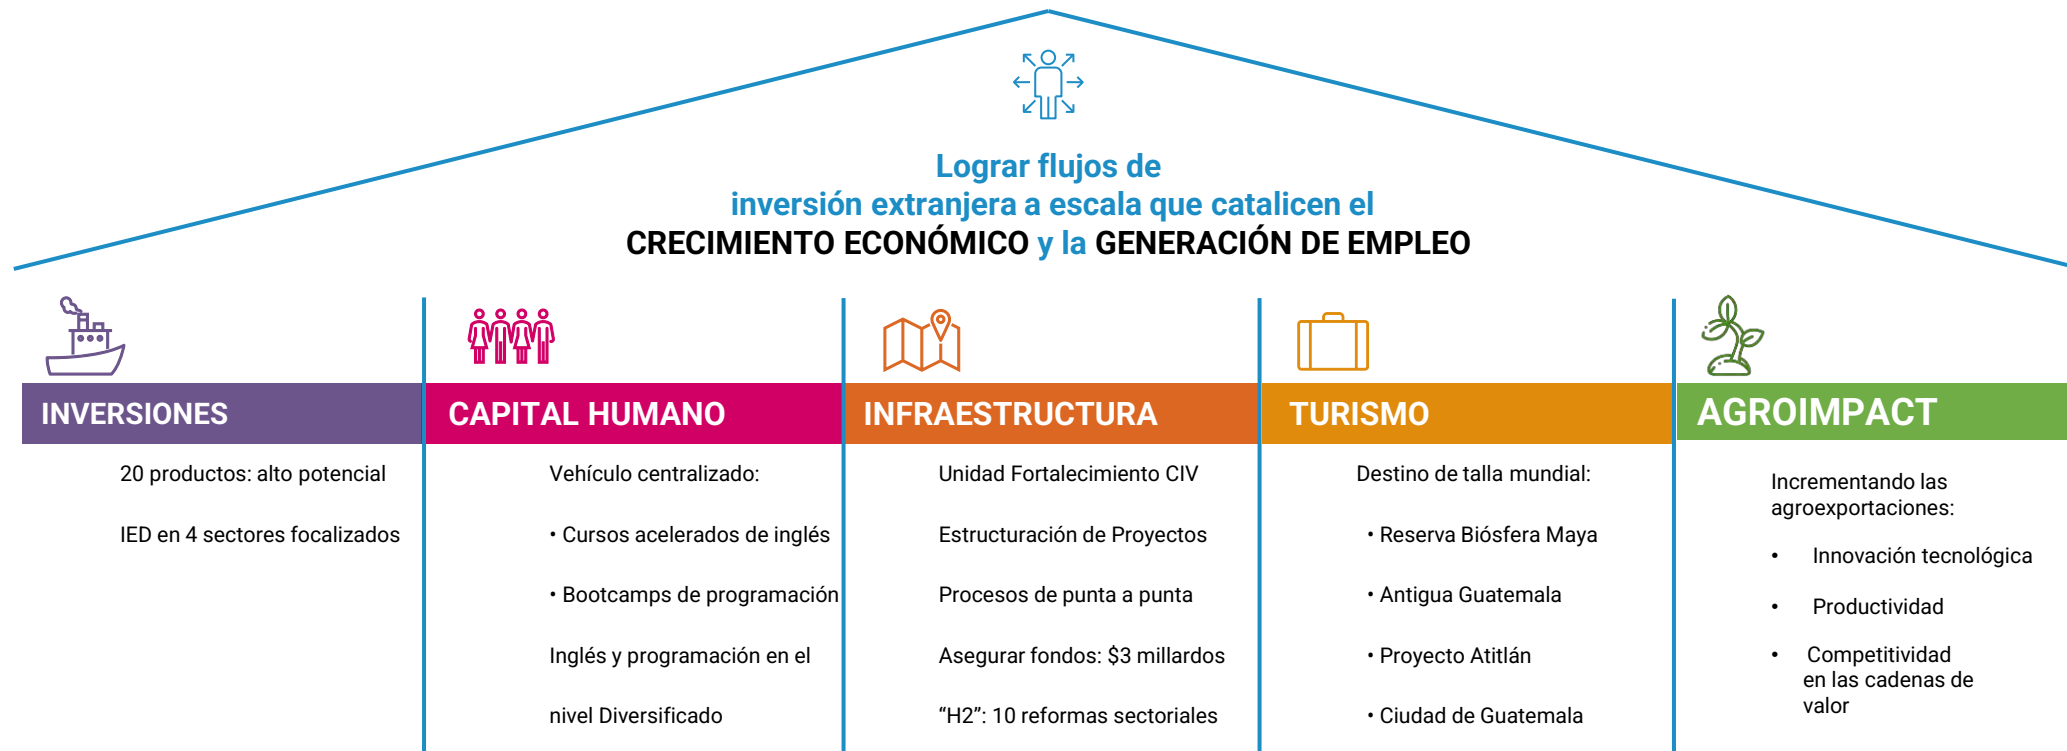 Lograr flujos de
inversión extranjera a escala que catalicen el
CRECIMIENTO ECONÓMICO y la GENERACIÓN DE EMPLEO
INVERSIONES
20 productos: alto potencial
IED en 4 sectores focalizados
CAPITAL HUMANO
Vehículo centralizado:
• Cursos acelerados de inglés
• Bootcamps de programación
Inglés y programación en el
nivel Diversificado
INFRAESTRUCTURA
Unidad Fortalecimiento CIV
Estructuración de Proyectos
Procesos de punta a punta
Asegurar fondos: $3 millardos
“H2”: 10 reformas sectoriales
TURISMO
Destino de talla mundial:
• Reserva Biósfera Maya
• Antigua Guatemala
• Proyecto Atitlán
• Ciudad de Guatemala
AGROIMPACT
Incrementando las
agroexportaciones:
• Innovación tecnológica
• Productividad
• Competitividad
en las cadenas de
valor